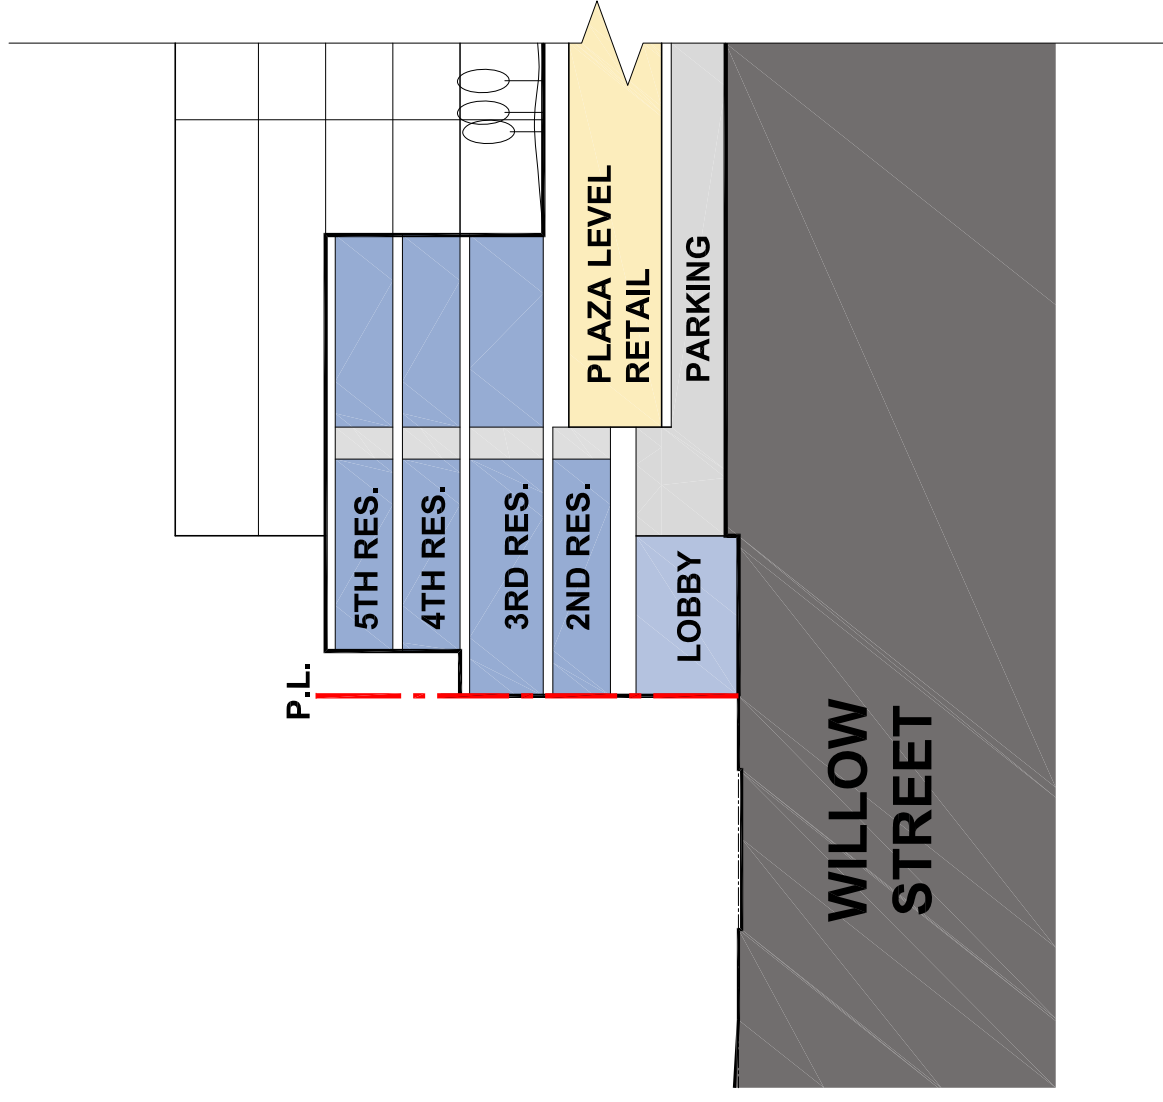 P.L.
5TH RES.
4TH RES.
3RD RES.
2ND RES.
PLAZA LEVEL
RETAIL
PARKING
LOBBY
WILLOW
STREET